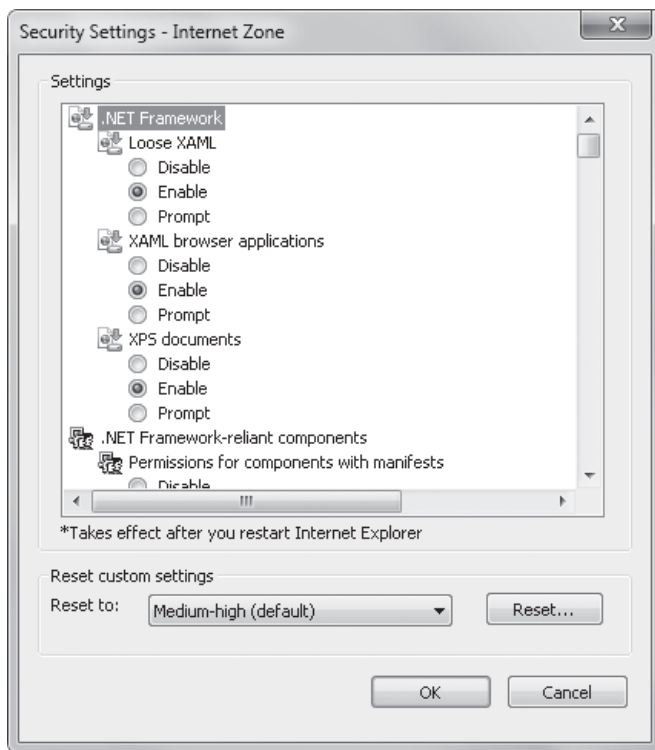 Security Settings - Internet Zone
Settings
.NET Framework
Loose XAML
Disable
Enable
Prompt
XAML browser applications
Disable
Enable
Prompt
XPS documents
Disable
Enable
Prompt
.NET Framework-reliant components
Permissions for components with manifests
Disable
*Takes effect after you restart Internet Explorer
Reset custom settings
Reset to: Medium-high (default) Reset...
OK Cancel